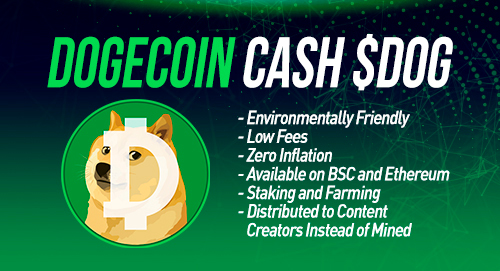 DOGECOIN CASH $DOG
- Environmentally Friendly
- Low Fees
- Zero Inflation
- Available on BSC and Ethereum
- Staking and Farming
- Distributed to Content
Creators Instead of Mined